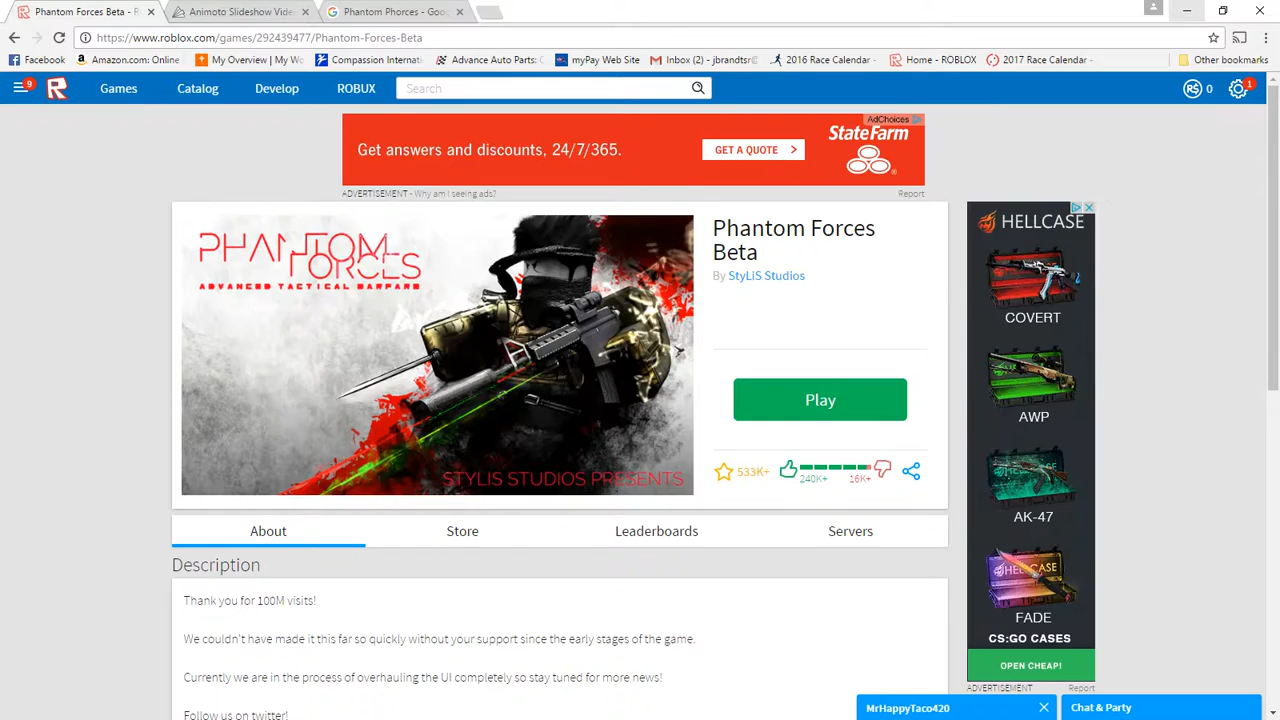 Phantom Forces Beta - R
Animoto Slideshow Vide
Phantom Phorces - Goo
https://www.roblox.com/games/292439477/Phantom-Forces-Beta
Facebook
Amazon.com: Online
My Overview | My Wo
Compassion Internat
Advance Auto Parts:
myPay Web Site
Inbox (2) - jbrandtsr@
2016 Race Calendar -
Home - ROBLOX
2017 Race Calendar -
Other bookmarks
9
Games
Catalog
Develop
ROBUX
Search
R$ 0
1
AdChoices
Get answers and discounts, 24/7/365.
GET A QUOTE >
StateFarm
ADVERTISEMENT - Why am I seeing ads?
Report
PHANTOM
FORCES
ADVANCED TACTICAL WARFARE
STYLIS STUDIOS PRESENTS
Phantom Forces
Beta
By StyLiS Studios
Play
533K+
240K+
16K+
About
Store
Leaderboards
Servers
Description
Thank you for 100M visits!
We couldn't have made it this far so quickly without your support since the early stages of the game.
Currently we are in the process of overhauling the UI completely so stay tuned for more news!
Follow us on twitter!
HELLCASE
COVERT
AWP
AK-47
HELLCASE
FADE
CS:GO CASES
OPEN CHEAP!
ADVERTISEMENT
Report
MrHappyTaco420
Chat & Party